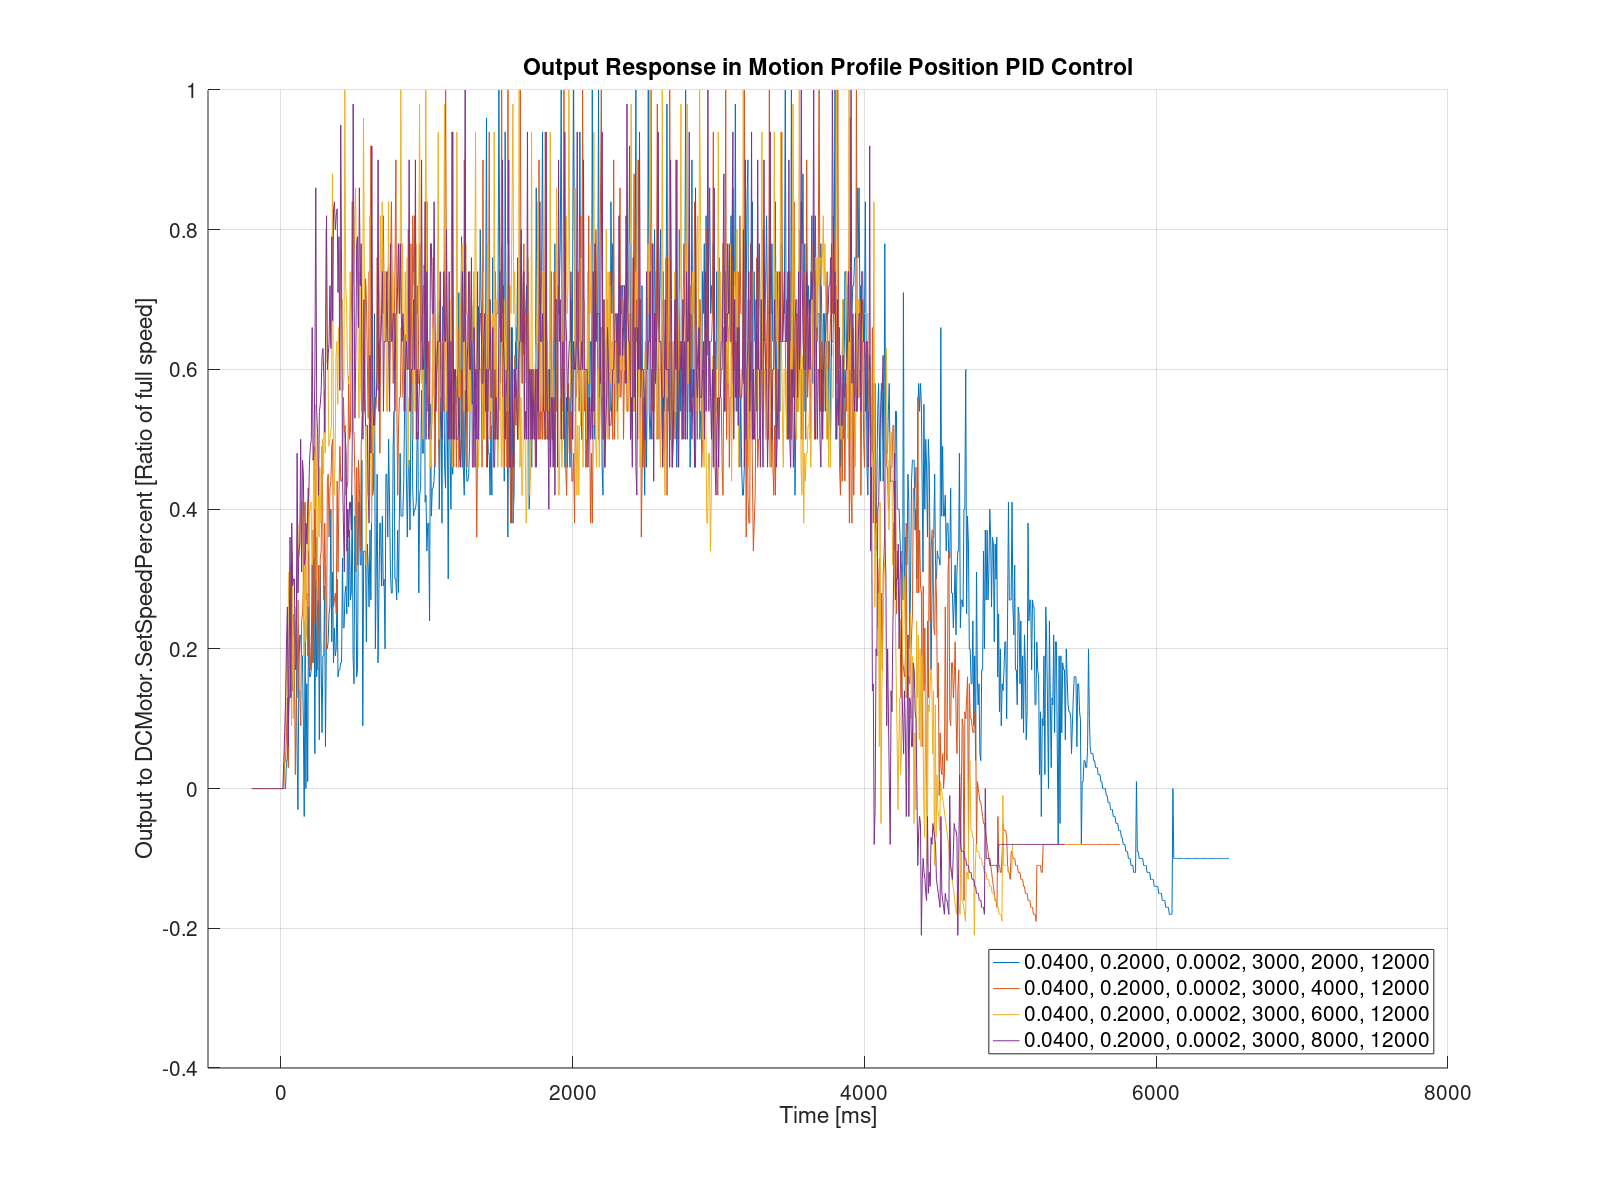 Output Response in Motion Profile Position PID Control
Output to DCMotor.SetSpeedPercent [Ratio of full speed]
1
0.8
0.6
0.4
0.2
0
-0.2
-0.4
0.0400, 0.2000, 0.0002, 3000, 2000, 12000
0.0400, 0.2000, 0.0002, 3000, 4000, 12000
0.0400, 0.2000, 0.0002, 3000, 6000, 12000
0.0400, 0.2000, 0.0002, 3000, 8000, 12000
0 2000 4000 6000 8000
Time [ms]